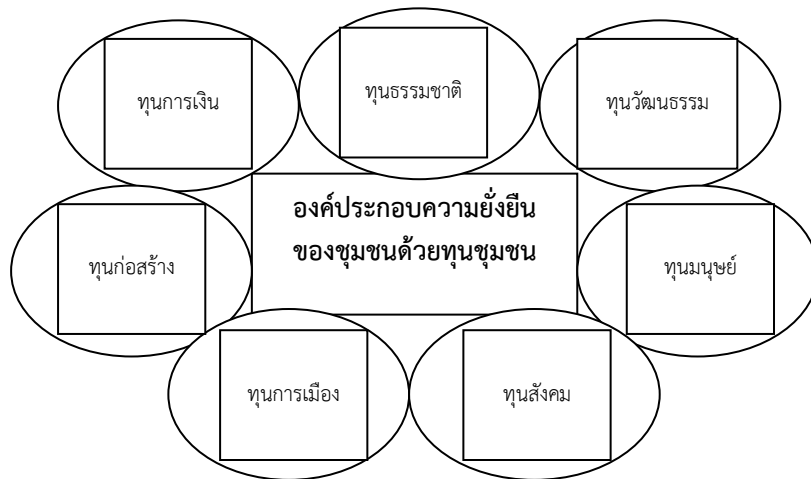 ทุนการเงิน
ทุนธรรมชาติ
ทุนวัฒนธรรม
องค์ประกอบความยั่งยืน
ของชุมชนด้วยทุนชุมชน
ทุนก่อสร้าง
ทุนมนุษย์
ทุนการเมือง
ทุนสังคม